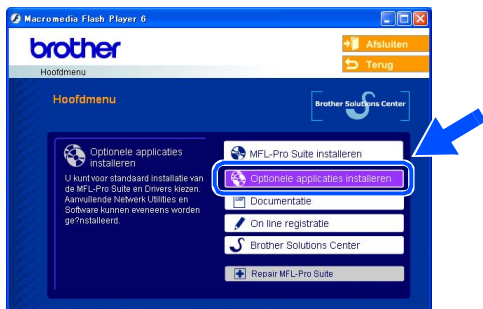 Macromedia Flash Player 6
brother
Afsluiten
Terug
Hoofdmenu
Hoofdmenu
Brother Solutions Center
Optionele applicaties
installeren
U kunt voor standaard installatie van
de MFL-Pro Suite en Drivers kiezen.
Aanvullende Netwerk Utilities en
Software kunnen eveneens worden
ge?nstalleerd.
MFL-Pro Suite installeren
Optionele applicaties installeren
Documentatie
On line registratie
Brother Solutions Center
Repair MFL-Pro Suite